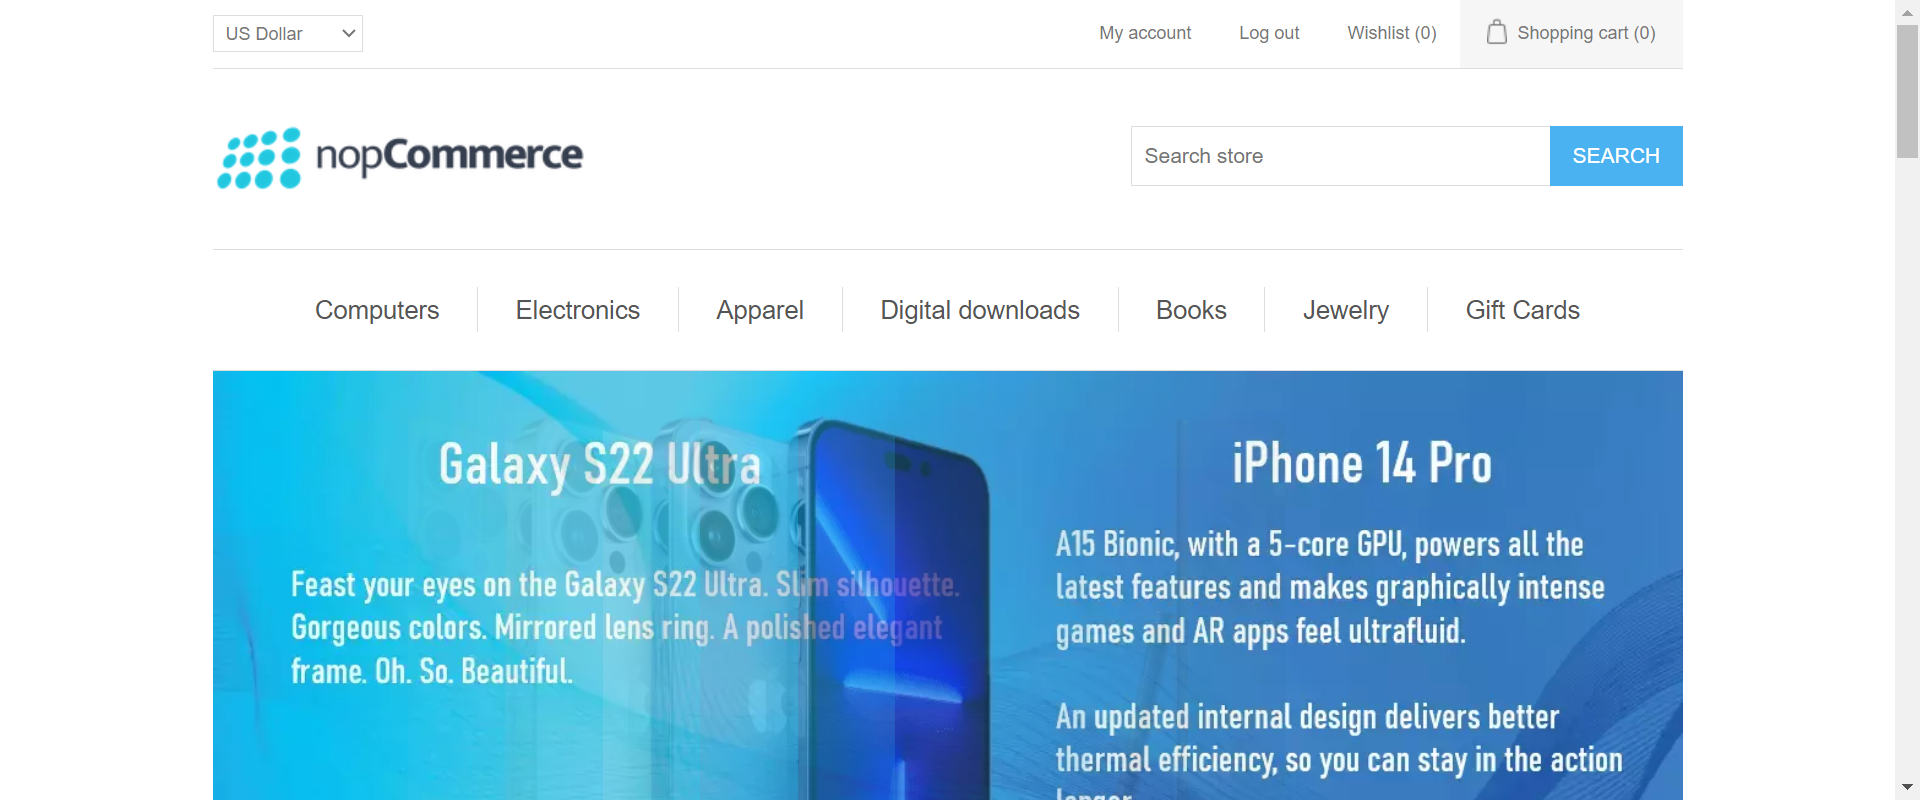 US Dollar
My account
Log out
Wishlist (0)
Shopping cart (0)
nopCommerce
Search store
SEARCH
Computers
Electronics
Apparel
Digital downloads
Books
Jewelry
Gift Cards
Galaxy S22 Ultra
Feast your eyes on the Galaxy S22 Ultra. Slim silhouette.
Gorgeous colors. Mirrored lens ring. A polished elegant
frame. Oh. So. Beautiful.
iPhone 14 Pro
A15 Bionic, with a 5-core GPU, powers all the
latest features and makes graphically intense
games and AR apps feel ultrafluid.
An updated internal design delivers better
thermal efficiency, so you can stay in the action